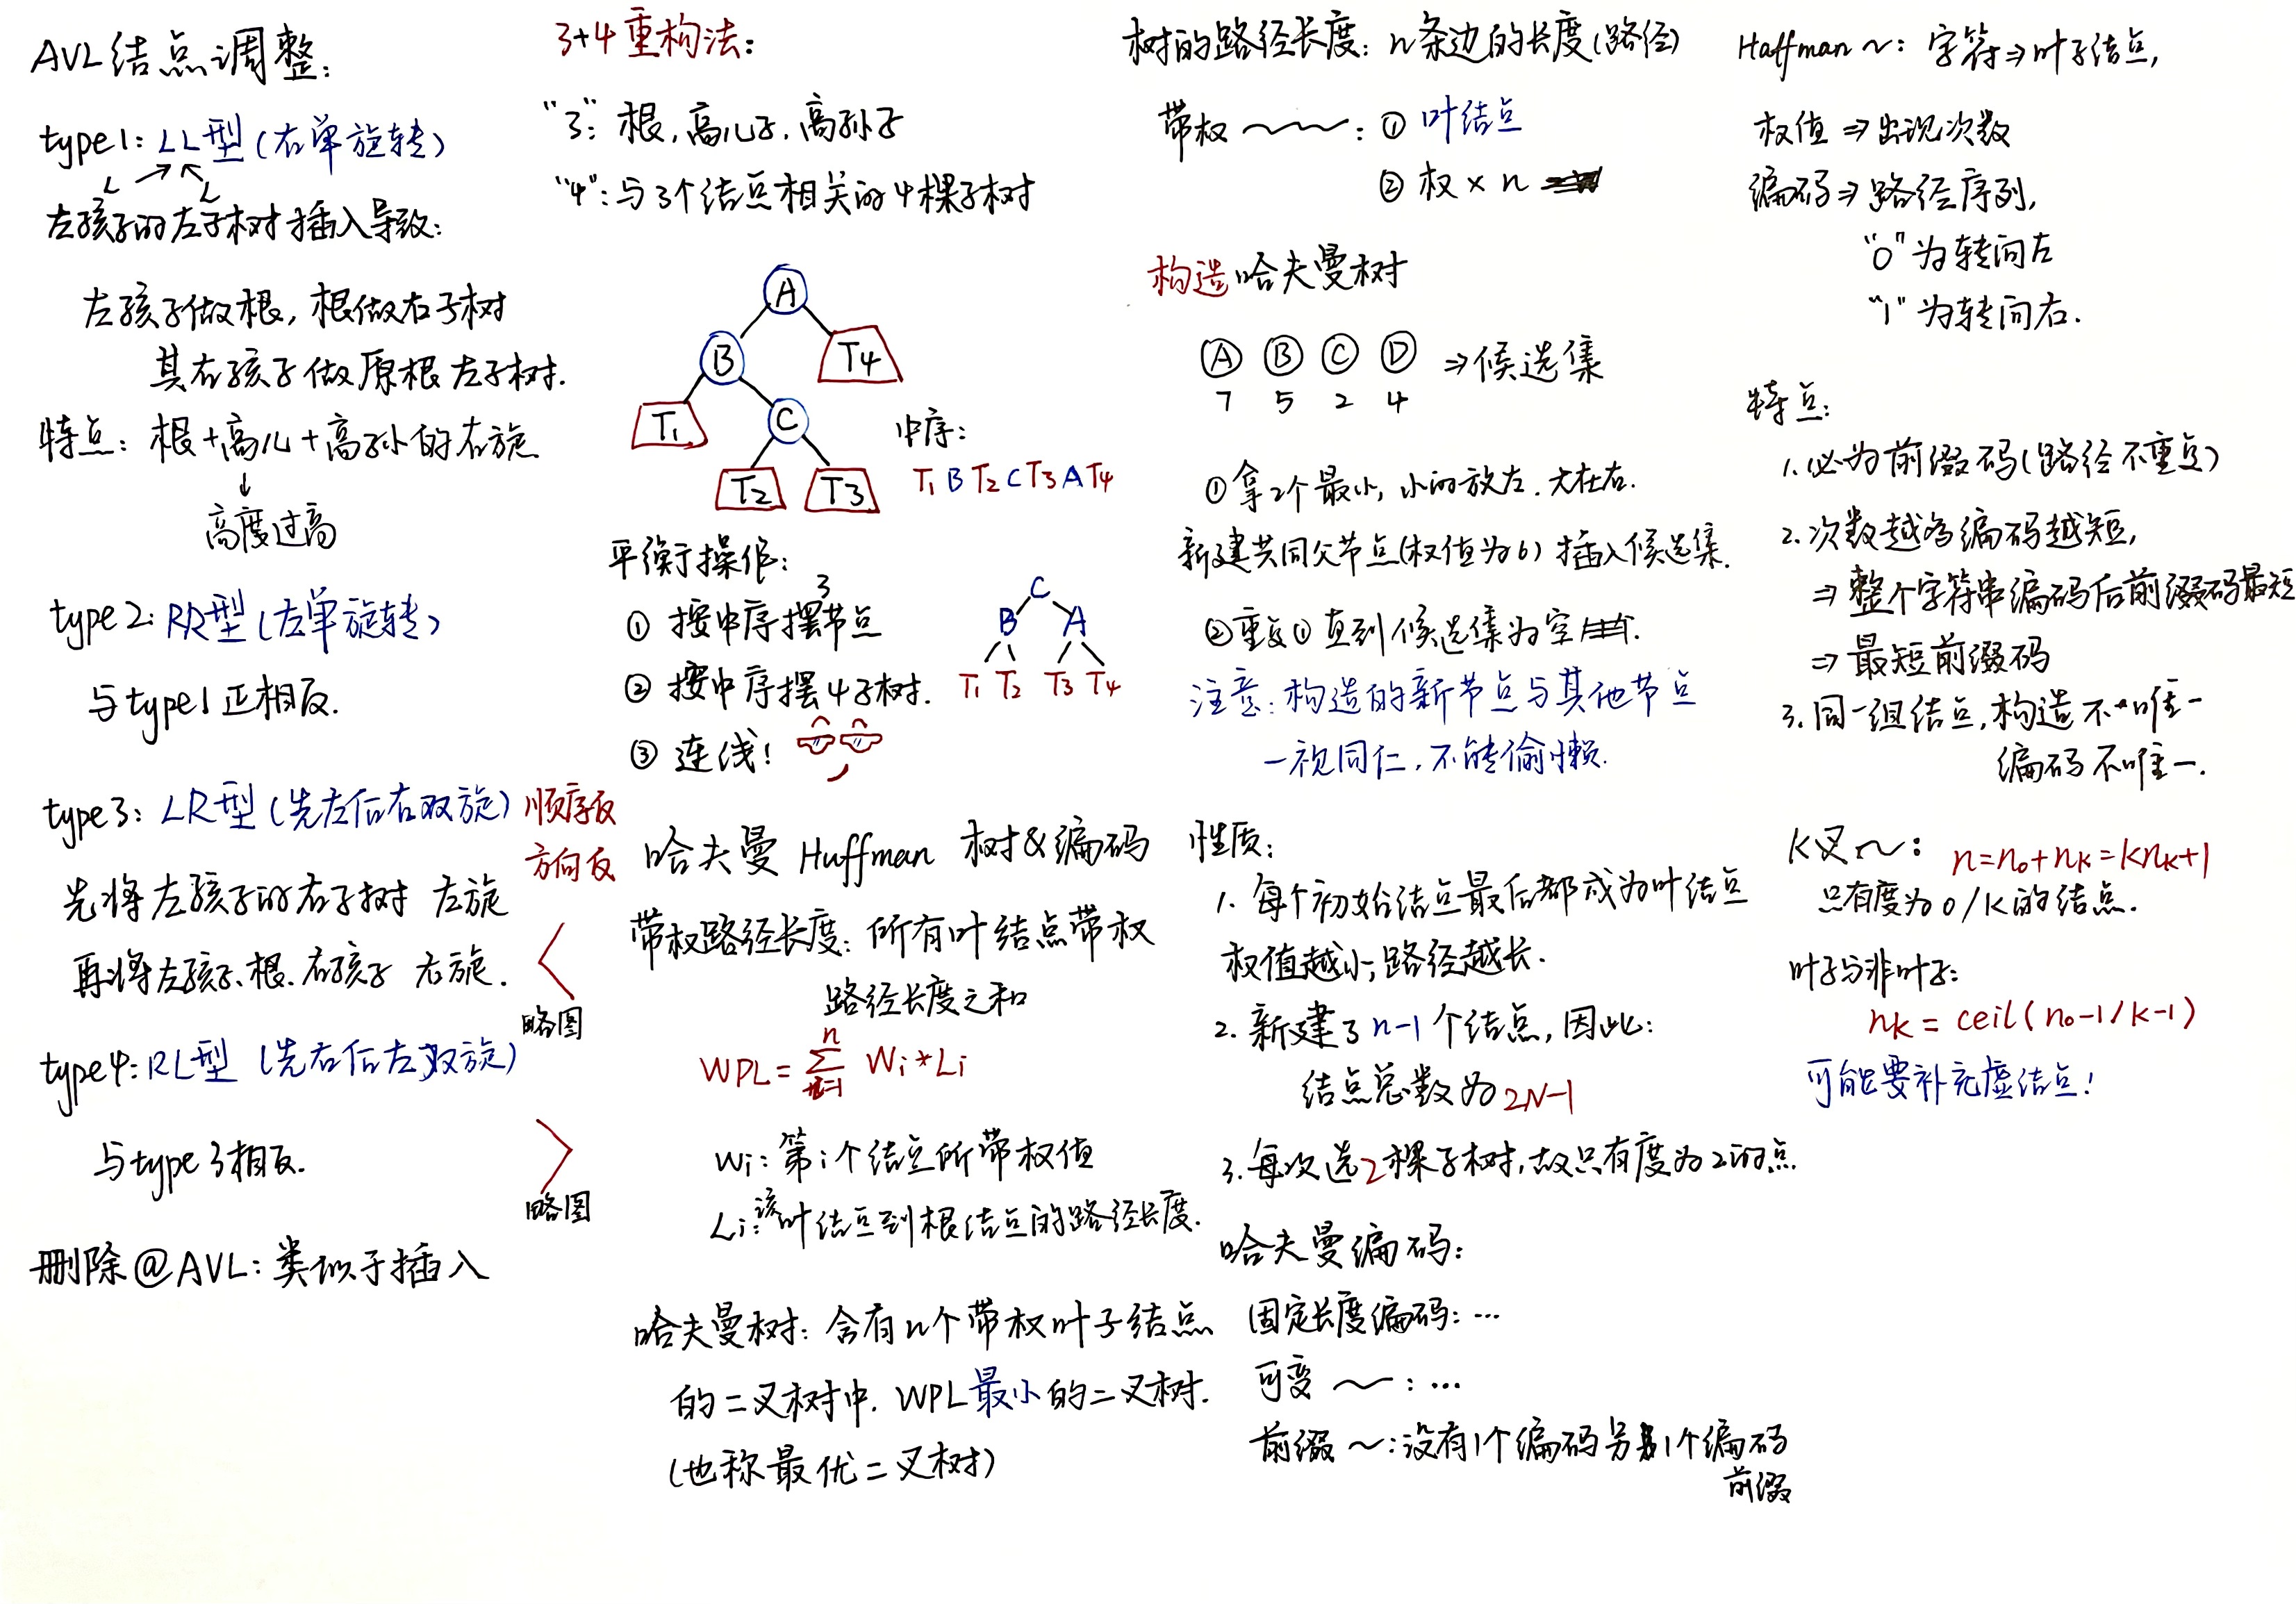 AVL结点调整:
type1: LL型(右单旋转)
L L
左孩子的左子树插入导致:
左孩子做根, 根做右子树
其右孩子做原根左子树.
特点: 根+高儿+高孙的右旋
高度过高
type2: RR型(左单旋转)
与type1正相反.
type3: LR型(先左后右双旋) 顺序反
方向反
先将左孩子的右子树 左旋
再将左孩子、根、右孩子 右旋.
略图
type4: RL型 (先右后左双旋)
与type3相反.
略图
删除@AVL: 类似于插入
3+4重构法:
"3": 根, 高儿子, 高孙子
"4": 与3个结点相关的4棵子树
A
B T4
T1 C
T2 T3
中序:
T1 B T2 C T3 A T4
平衡操作:
① 按中序摆3节点
② 按中序摆4子树.
③ 连线!
C
B A
T1 T2 T3 T4
哈夫曼 Huffman 树&编码
带权路径长度: 所有叶结点带权
路径长度之和
WPL = n∑i=1 Wi*Li
Wi: 第i个结点所带权值
Li: 该叶结点到根结点的路径长度.
哈夫曼树: 含有n个带权叶子结点
的二叉树中. WPL最小的二叉树.
(也称最优二叉树)
树的路径长度: n条边的长度(路径)
带权 ~~: ① 叶结点
② 权×n
构造哈夫曼树
A B C D ⇒候选集
7 5 2 4
①拿2个最小, 小的放左. 大在右.
新建共同父节点(权值为6) 插入候选集.
②重复① 直到候选集为空.
注意: 构造的新节点与其他节点
一视同仁, 不能偷懒.
性质:
1. 每个初始结点最后都成为叶结点
权值越小, 路径越长.
2. 新建了n-1个结点, 因此:
结点总数为2N-1
3. 每次选2棵子树, 故只有度为2的点.
哈夫曼编码:
固定长度编码: …
可变 ~: …
前缀 ~: 没有1个编码另1个编码
前缀
Haffman ~: 字符⇒叶子结点,
权值 ⇒出现次数
编码⇒路径序列,
"0" 为转向左
"1" 为转向右.
特点:
1. 必为前缀码(路径不重复)
2. 次数越多编码越短,
⇒ 整个字符串编码后前缀码最短
⇒ 最短前缀码
3. 同一组结点, 构造不唯一
编码不唯一.
K叉~: n=n0+nk=Knk+1
只有度为0/K的结点.
叶子与非叶子:
nk = ceil(n0-1/k-1)
可能要补充虚结点!